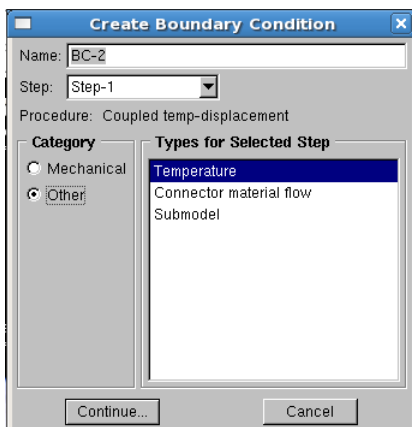 Create Boundary Condition
Name: BC-2
Step: Step-1
Procedure: Coupled temp-displacement
Category
Mechanical
Other
Types for Selected Step
Temperature
Connector material flow
Submodel
Continue... Cancel